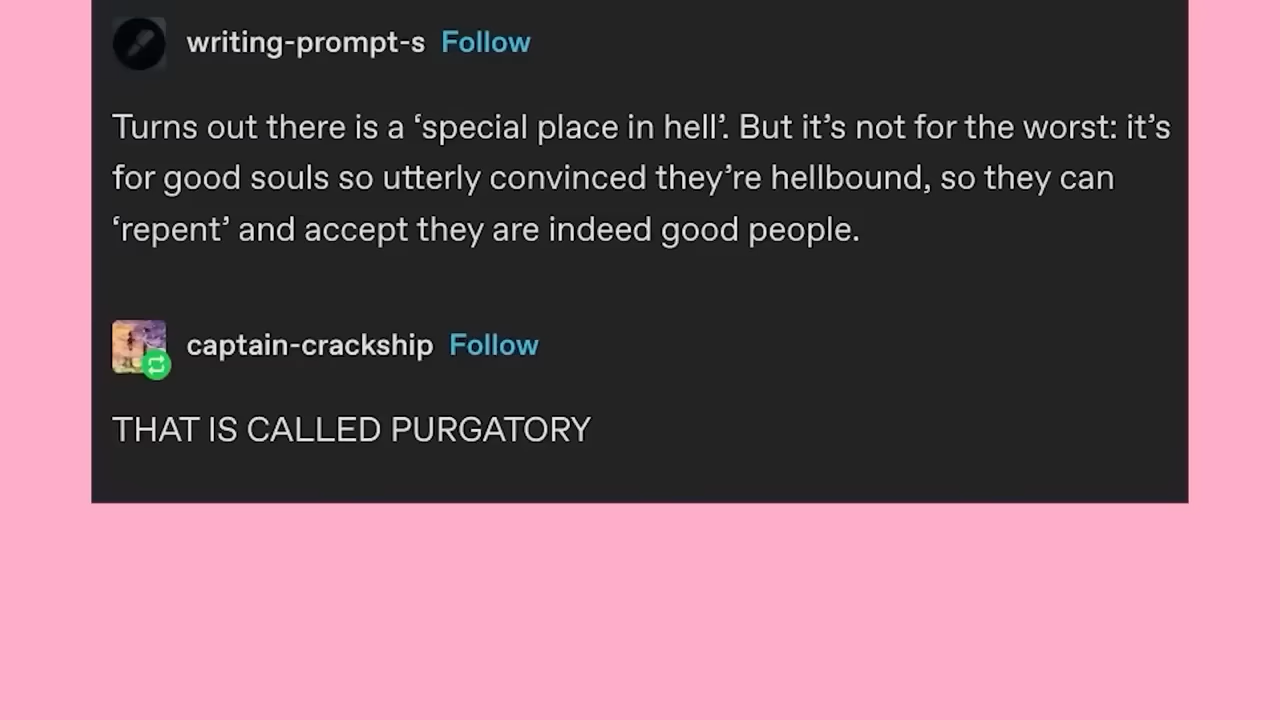 writing-prompt-s Follow
Turns out there is a ‘special place in hell’. But it’s not for the worst: it’s
for good souls so utterly convinced they’re hellbound, so they can
‘repent’ and accept they are indeed good people.
captain-crackship Follow
THAT IS CALLED PURGATORY